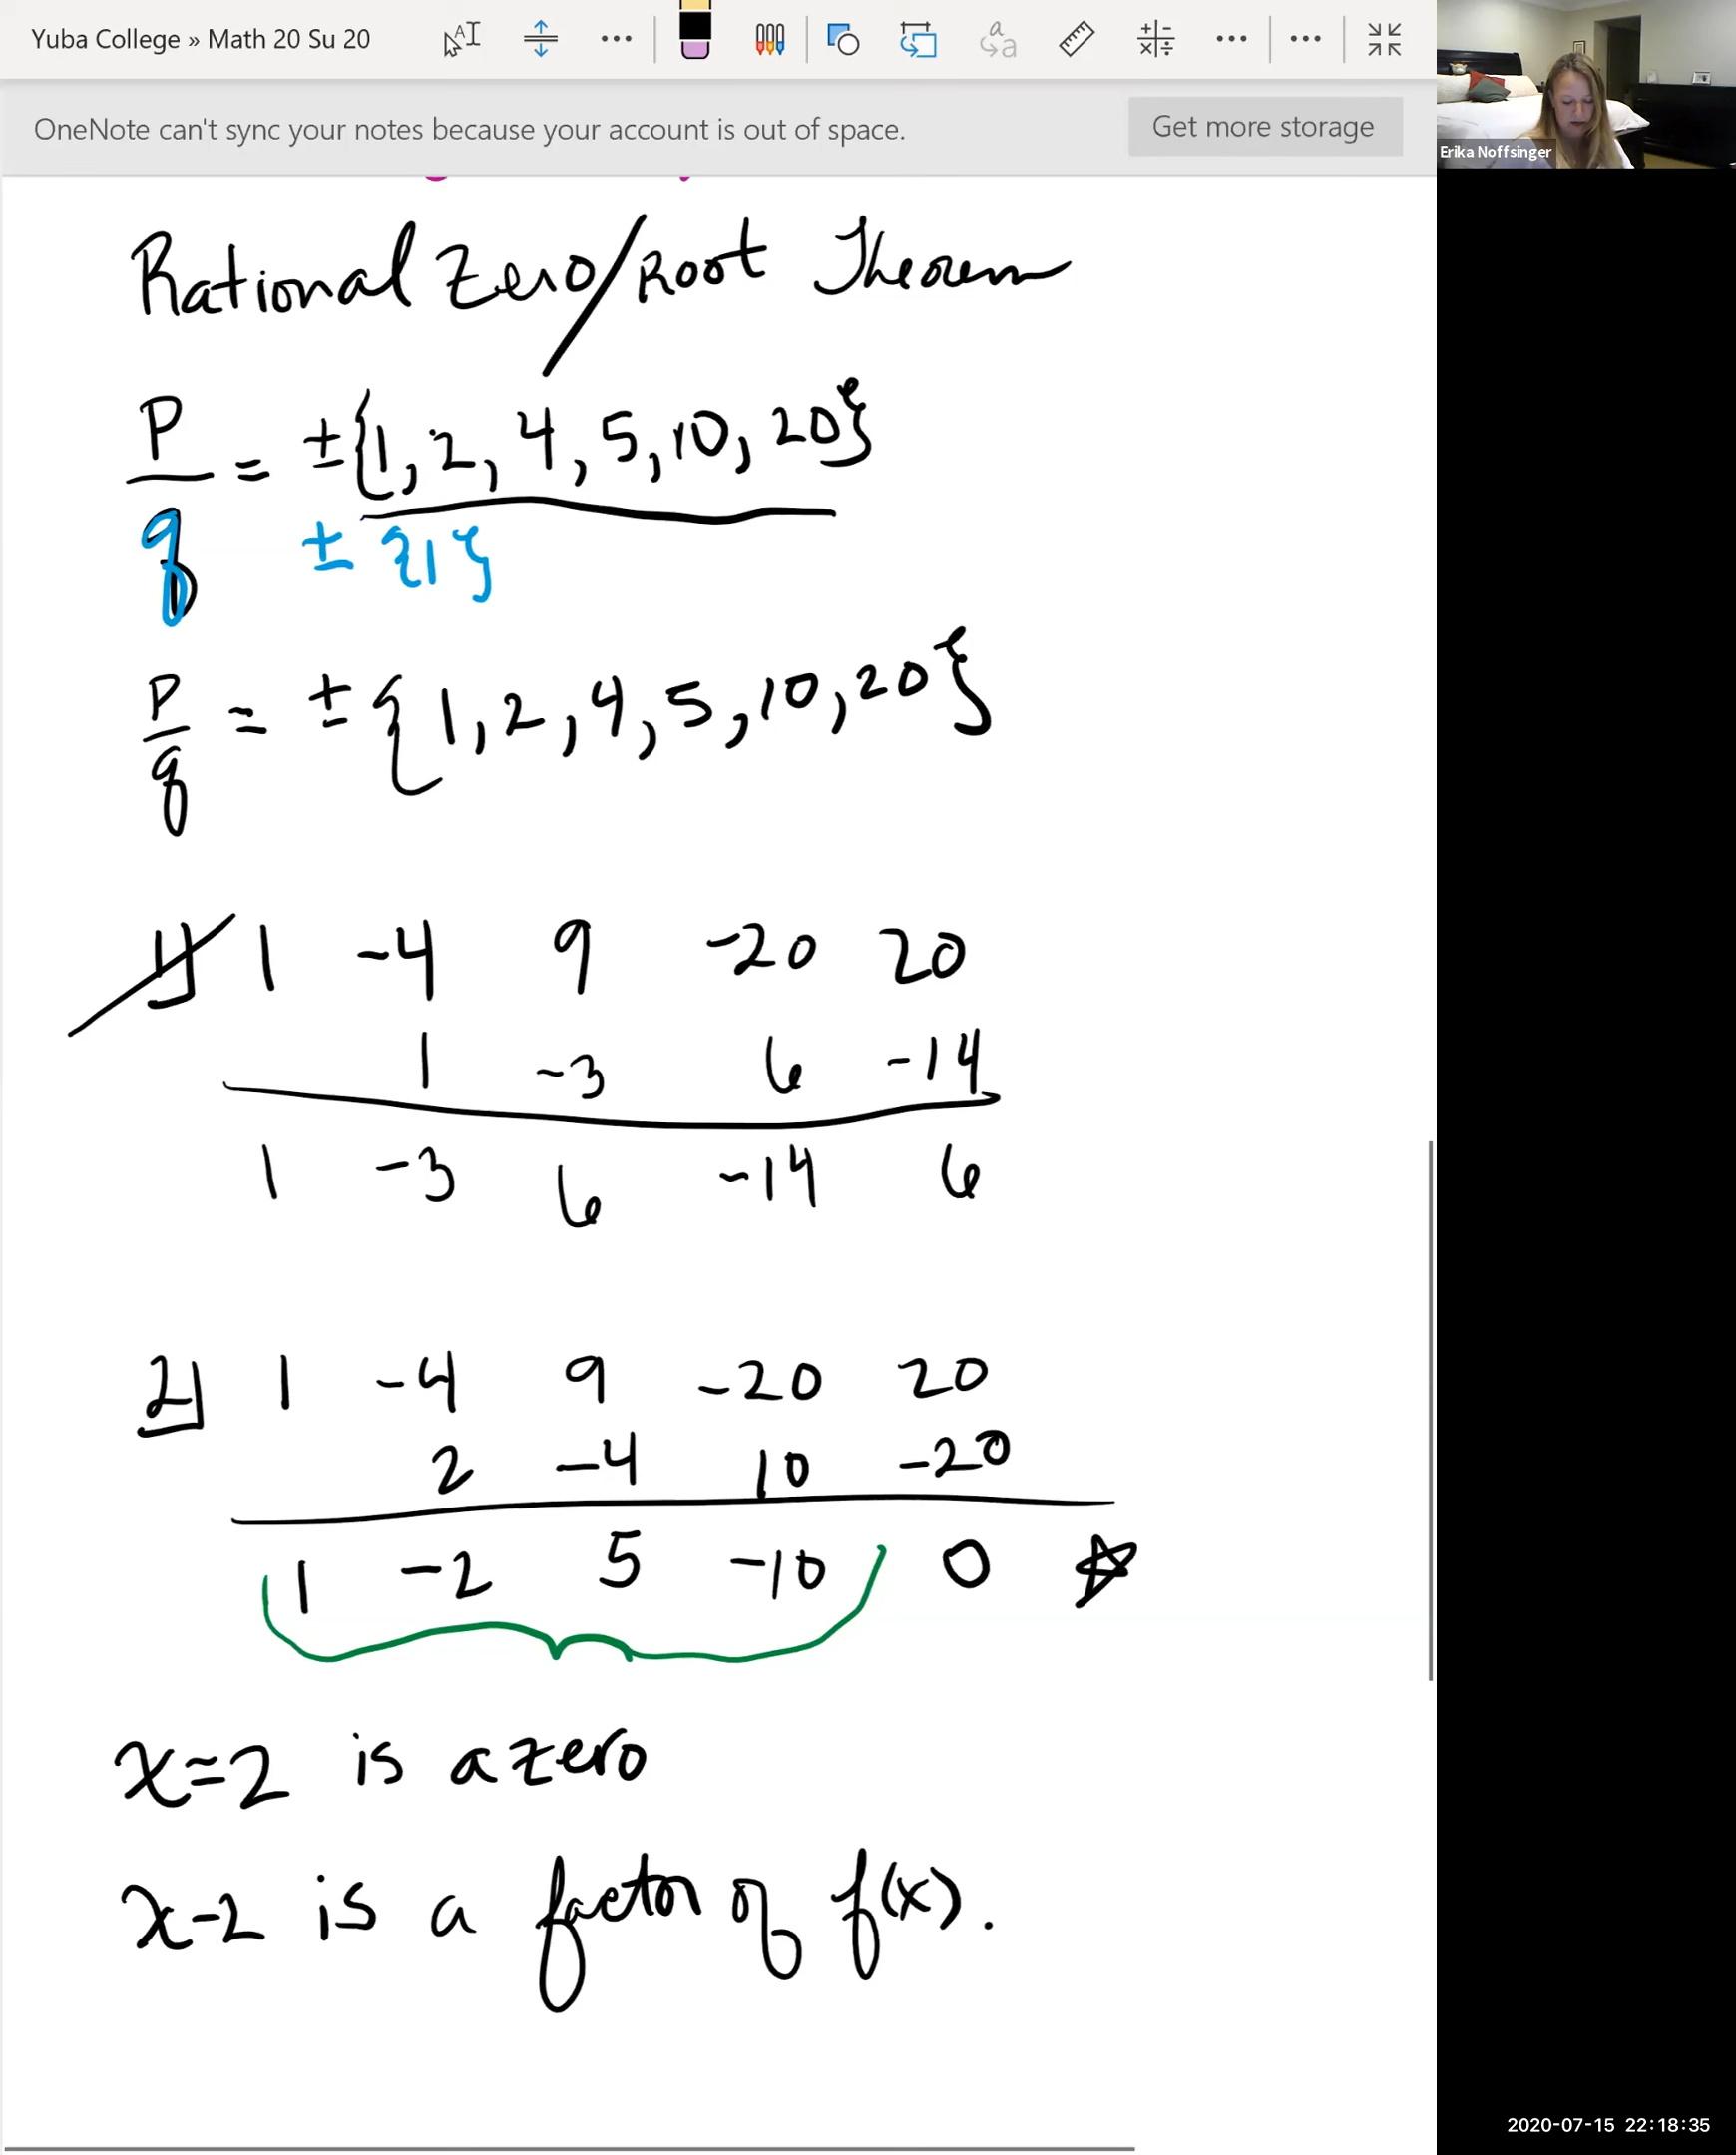 Yuba College » Math 20 Su 20
OneNote can't sync your notes because your account is out of space.
Get more storage
Erika Noffsinger
Rational Zero/Root Theorem
P = ±{1, 2, 4, 5, 10, 20}
q ± {1}
P = ± {1, 2, 4, 5, 10, 20}
q
1 1 -4 9 -20 20
1 -3 6 -14
1 -3 6 -14 6
2 1 -4 9 -20 20
2 -4 10 -20
1 -2 5 -10 0
x=2 is a zero
x-2 is a factor of f(x).
2020-07-15 22:18:35